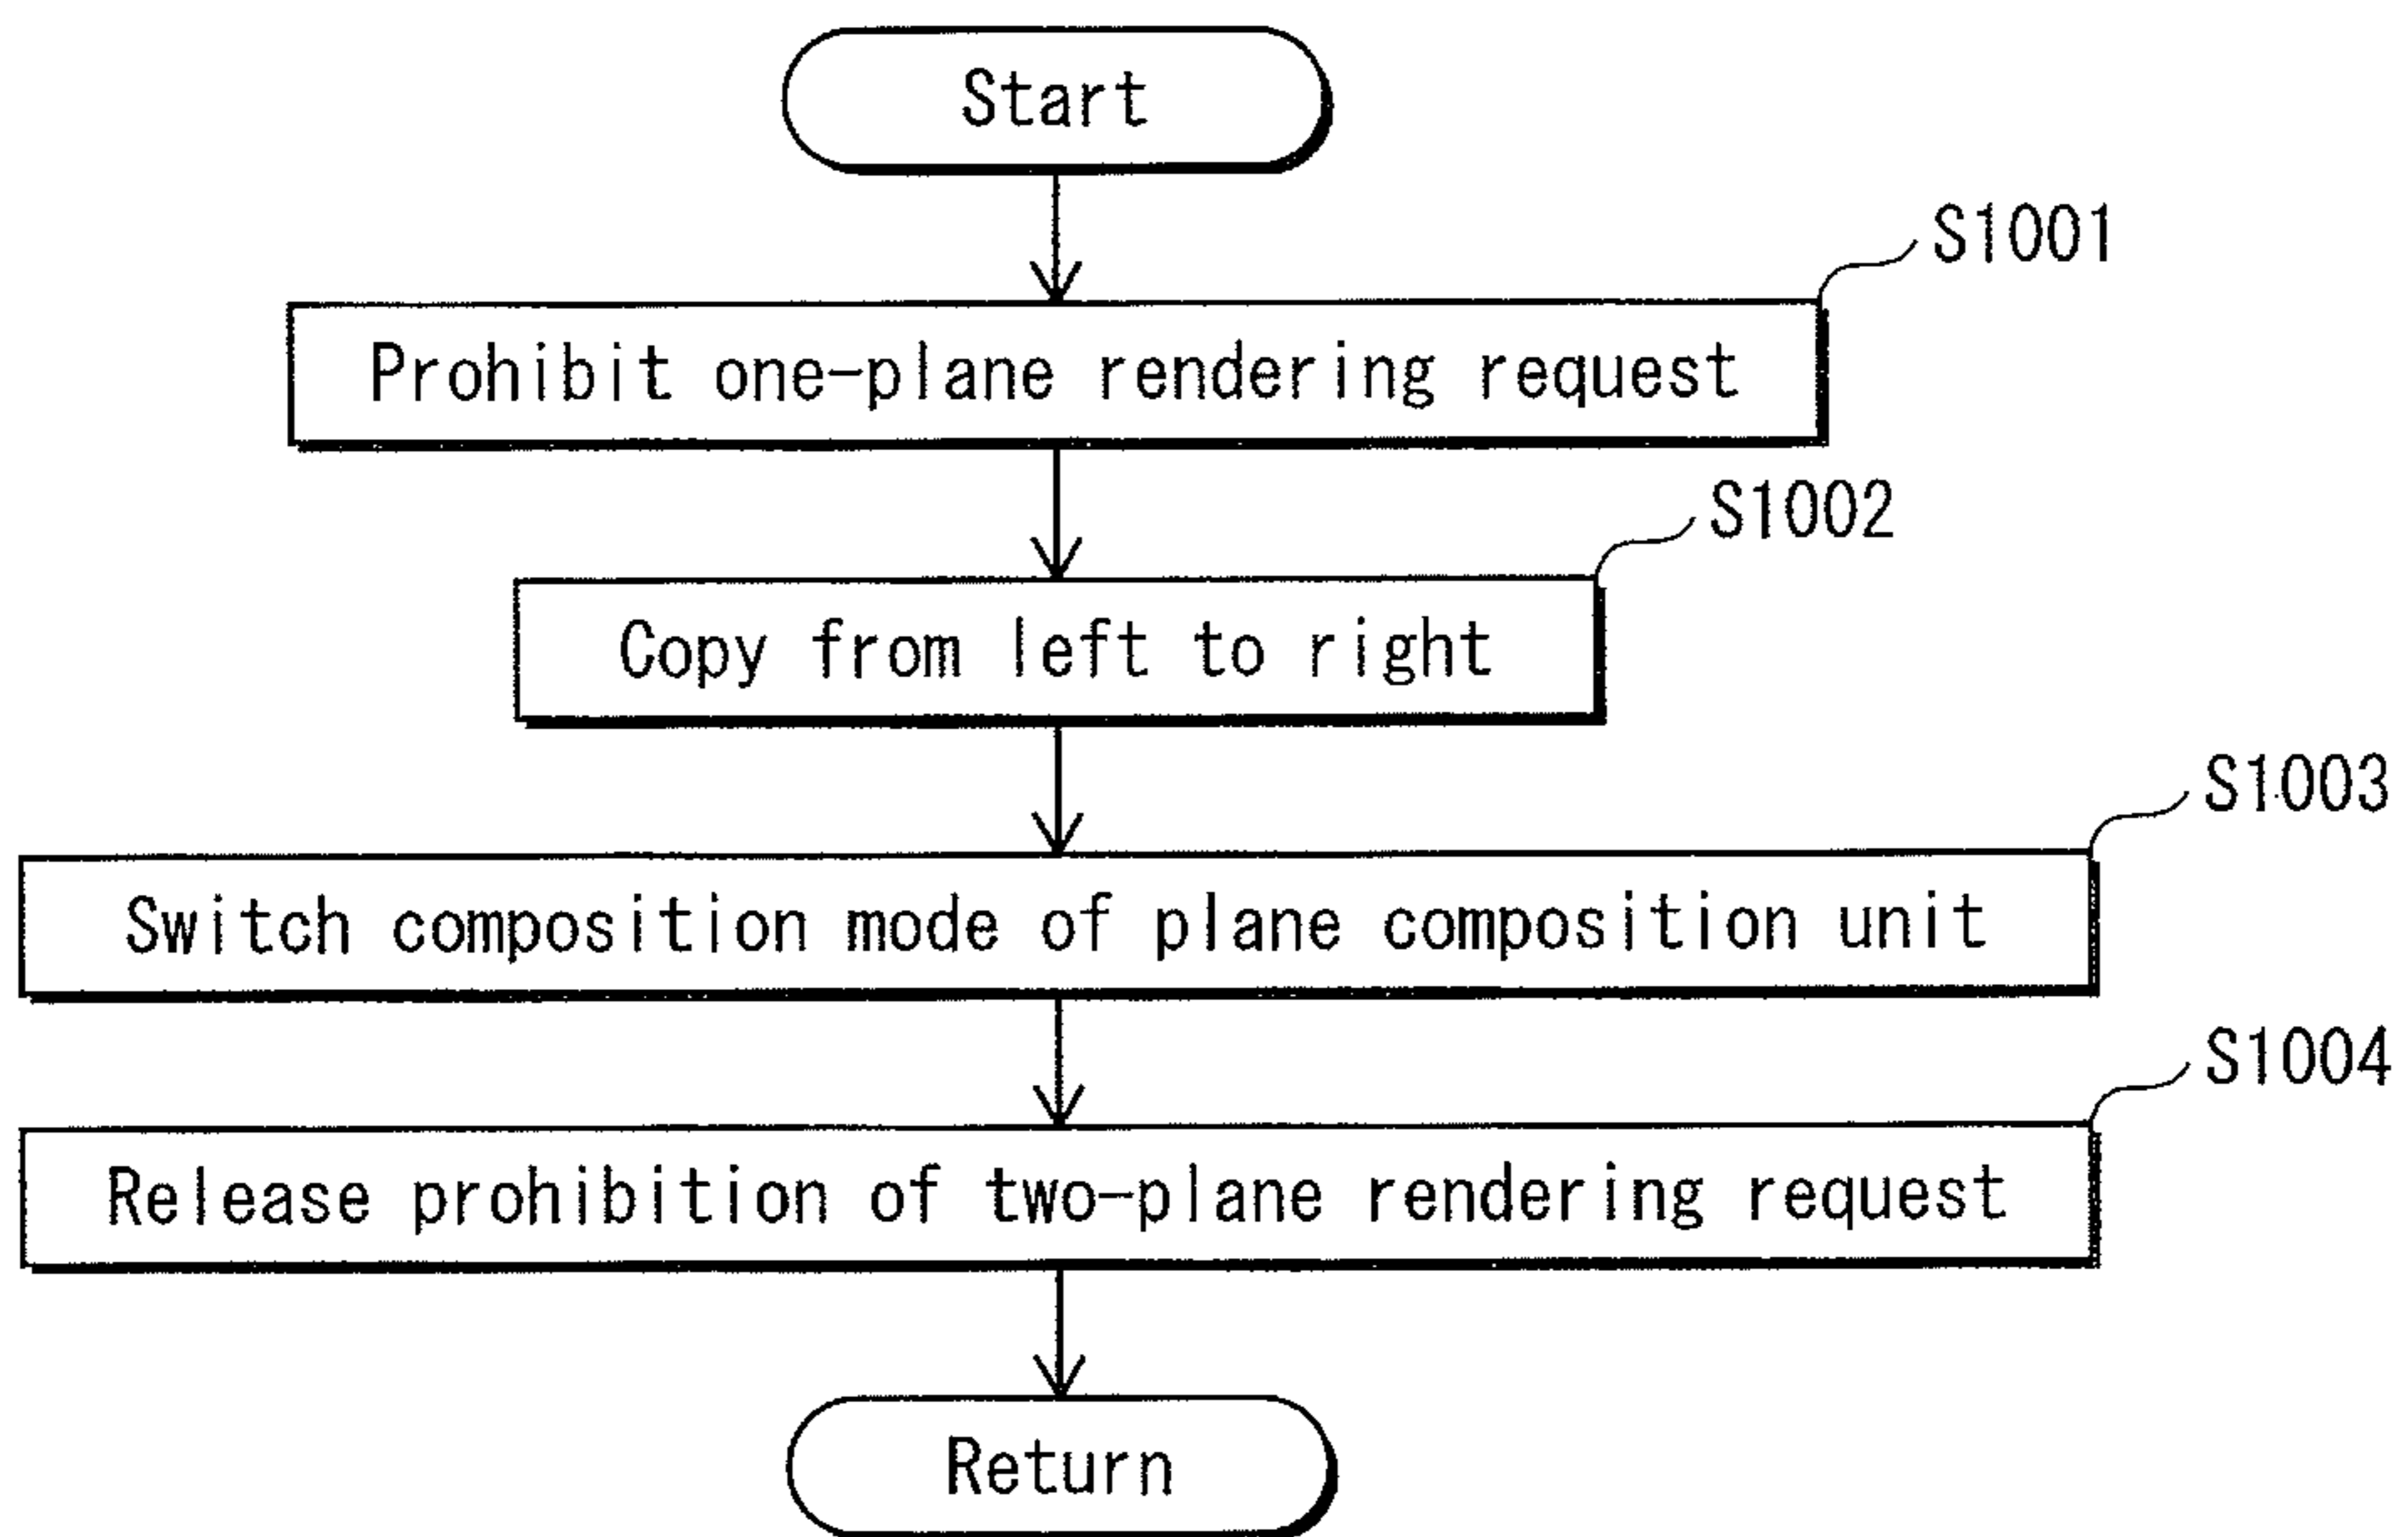 Start
S1001
Prohibit one-plane rendering request
S1002
Copy from left to right
S1003
Switch composition mode of plane composition unit
S1004
Release prohibition of two-plane rendering request
Return